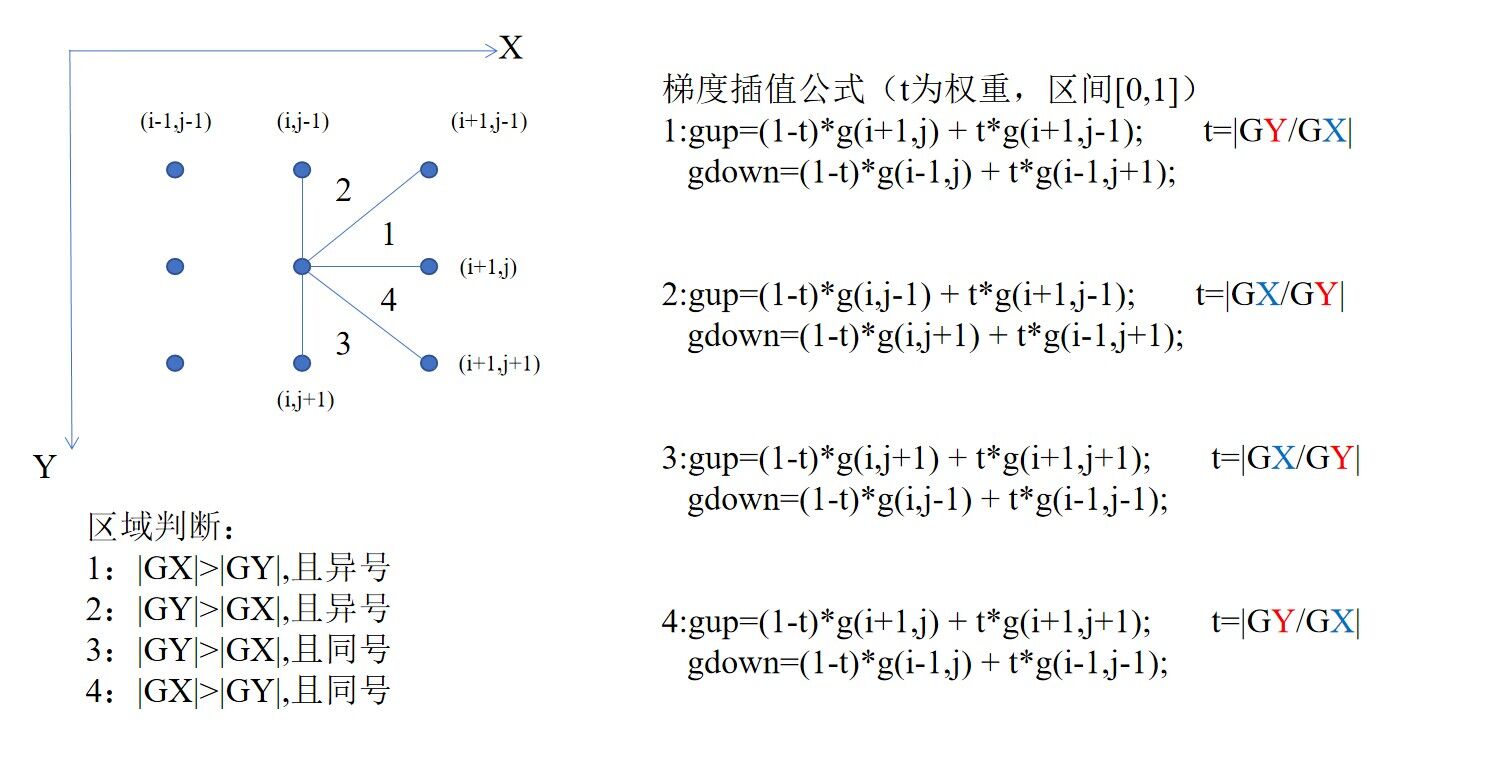 X
(i-1,j-1)
(i,j-1)
(i+1,j-1)
2
1
(i+1,j)
4
3
(i+1,j+1)
(i,j+1)
Y
区域判断：
1：|GX|>|GY|,且异号
2：|GY|>|GX|,且异号
3：|GY|>|GX|,且同号
4：|GX|>|GY|,且同号
梯度插值公式（t为权重，区间[0,1]）
1:gup=(1-t)*g(i+1,j) + t*g(i+1,j-1); t=|GY/GX|
gdown=(1-t)*g(i-1,j) + t*g(i-1,j+1);
2:gup=(1-t)*g(i,j-1) + t*g(i+1,j-1); t=|GX/GY|
gdown=(1-t)*g(i,j+1) + t*g(i-1,j+1);
3:gup=(1-t)*g(i,j+1) + t*g(i+1,j+1); t=|GX/GY|
gdown=(1-t)*g(i,j-1) + t*g(i-1,j-1);
4:gup=(1-t)*g(i+1,j) + t*g(i+1,j+1); t=|GY/GX|
gdown=(1-t)*g(i-1,j) + t*g(i-1,j-1);